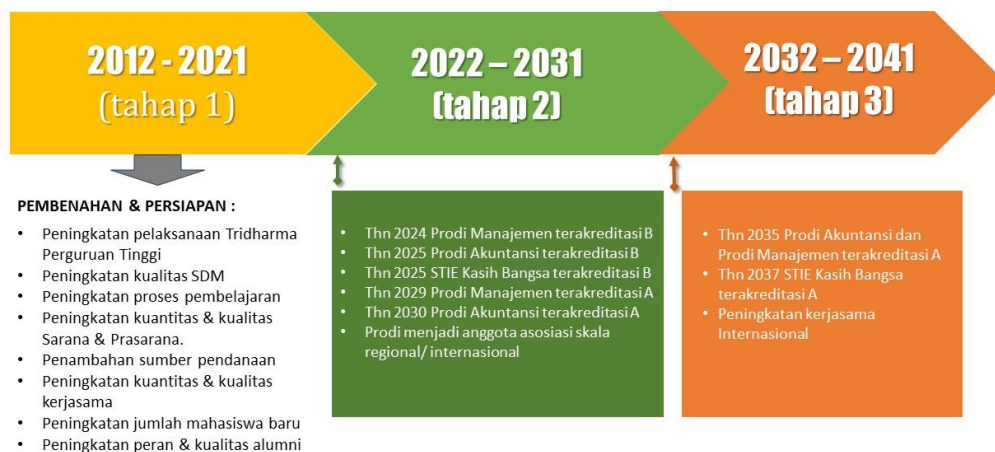 2012 - 2021
(tahap 1)
2022 – 2031
(tahap 2)
2032 – 2041
(tahap 3)
PEMBENAHAN & PERSIAPAN :
• Peningkatan pelaksanaan Tridharma
Perguruan Tinggi
• Peningkatan kualitas SDM
• Peningkatan proses pembelajaran
• Peningkatan kuantitas & kualitas
Sarana & Prasarana.
• Penambahan sumber pendanaan
• Peningkatan kuantitas & kualitas
kerjasama
• Peningkatan jumlah mahasiswa baru
• Peningkatan peran & kualitas alumni
• Thn 2024 Prodi Manajemen terakreditasi B
• Thn 2025 Prodi Akuntansi terakreditasi B
• Thn 2025 STIE Kasih Bangsa terakreditasi B
• Thn 2029 Prodi Manajemen terakreditasi A
• Thn 2030 Prodi Akuntansi terakreditasi A
• Prodi menjadi anggota asosiasi skala
regional/ internasional
• Thn 2035 Prodi Akuntansi dan
Prodi Manajemen terakreditasi A
• Thn 2037 STIE Kasih Bangsa
terakreditasi A
• Peningkatan kerjasama
Internasional